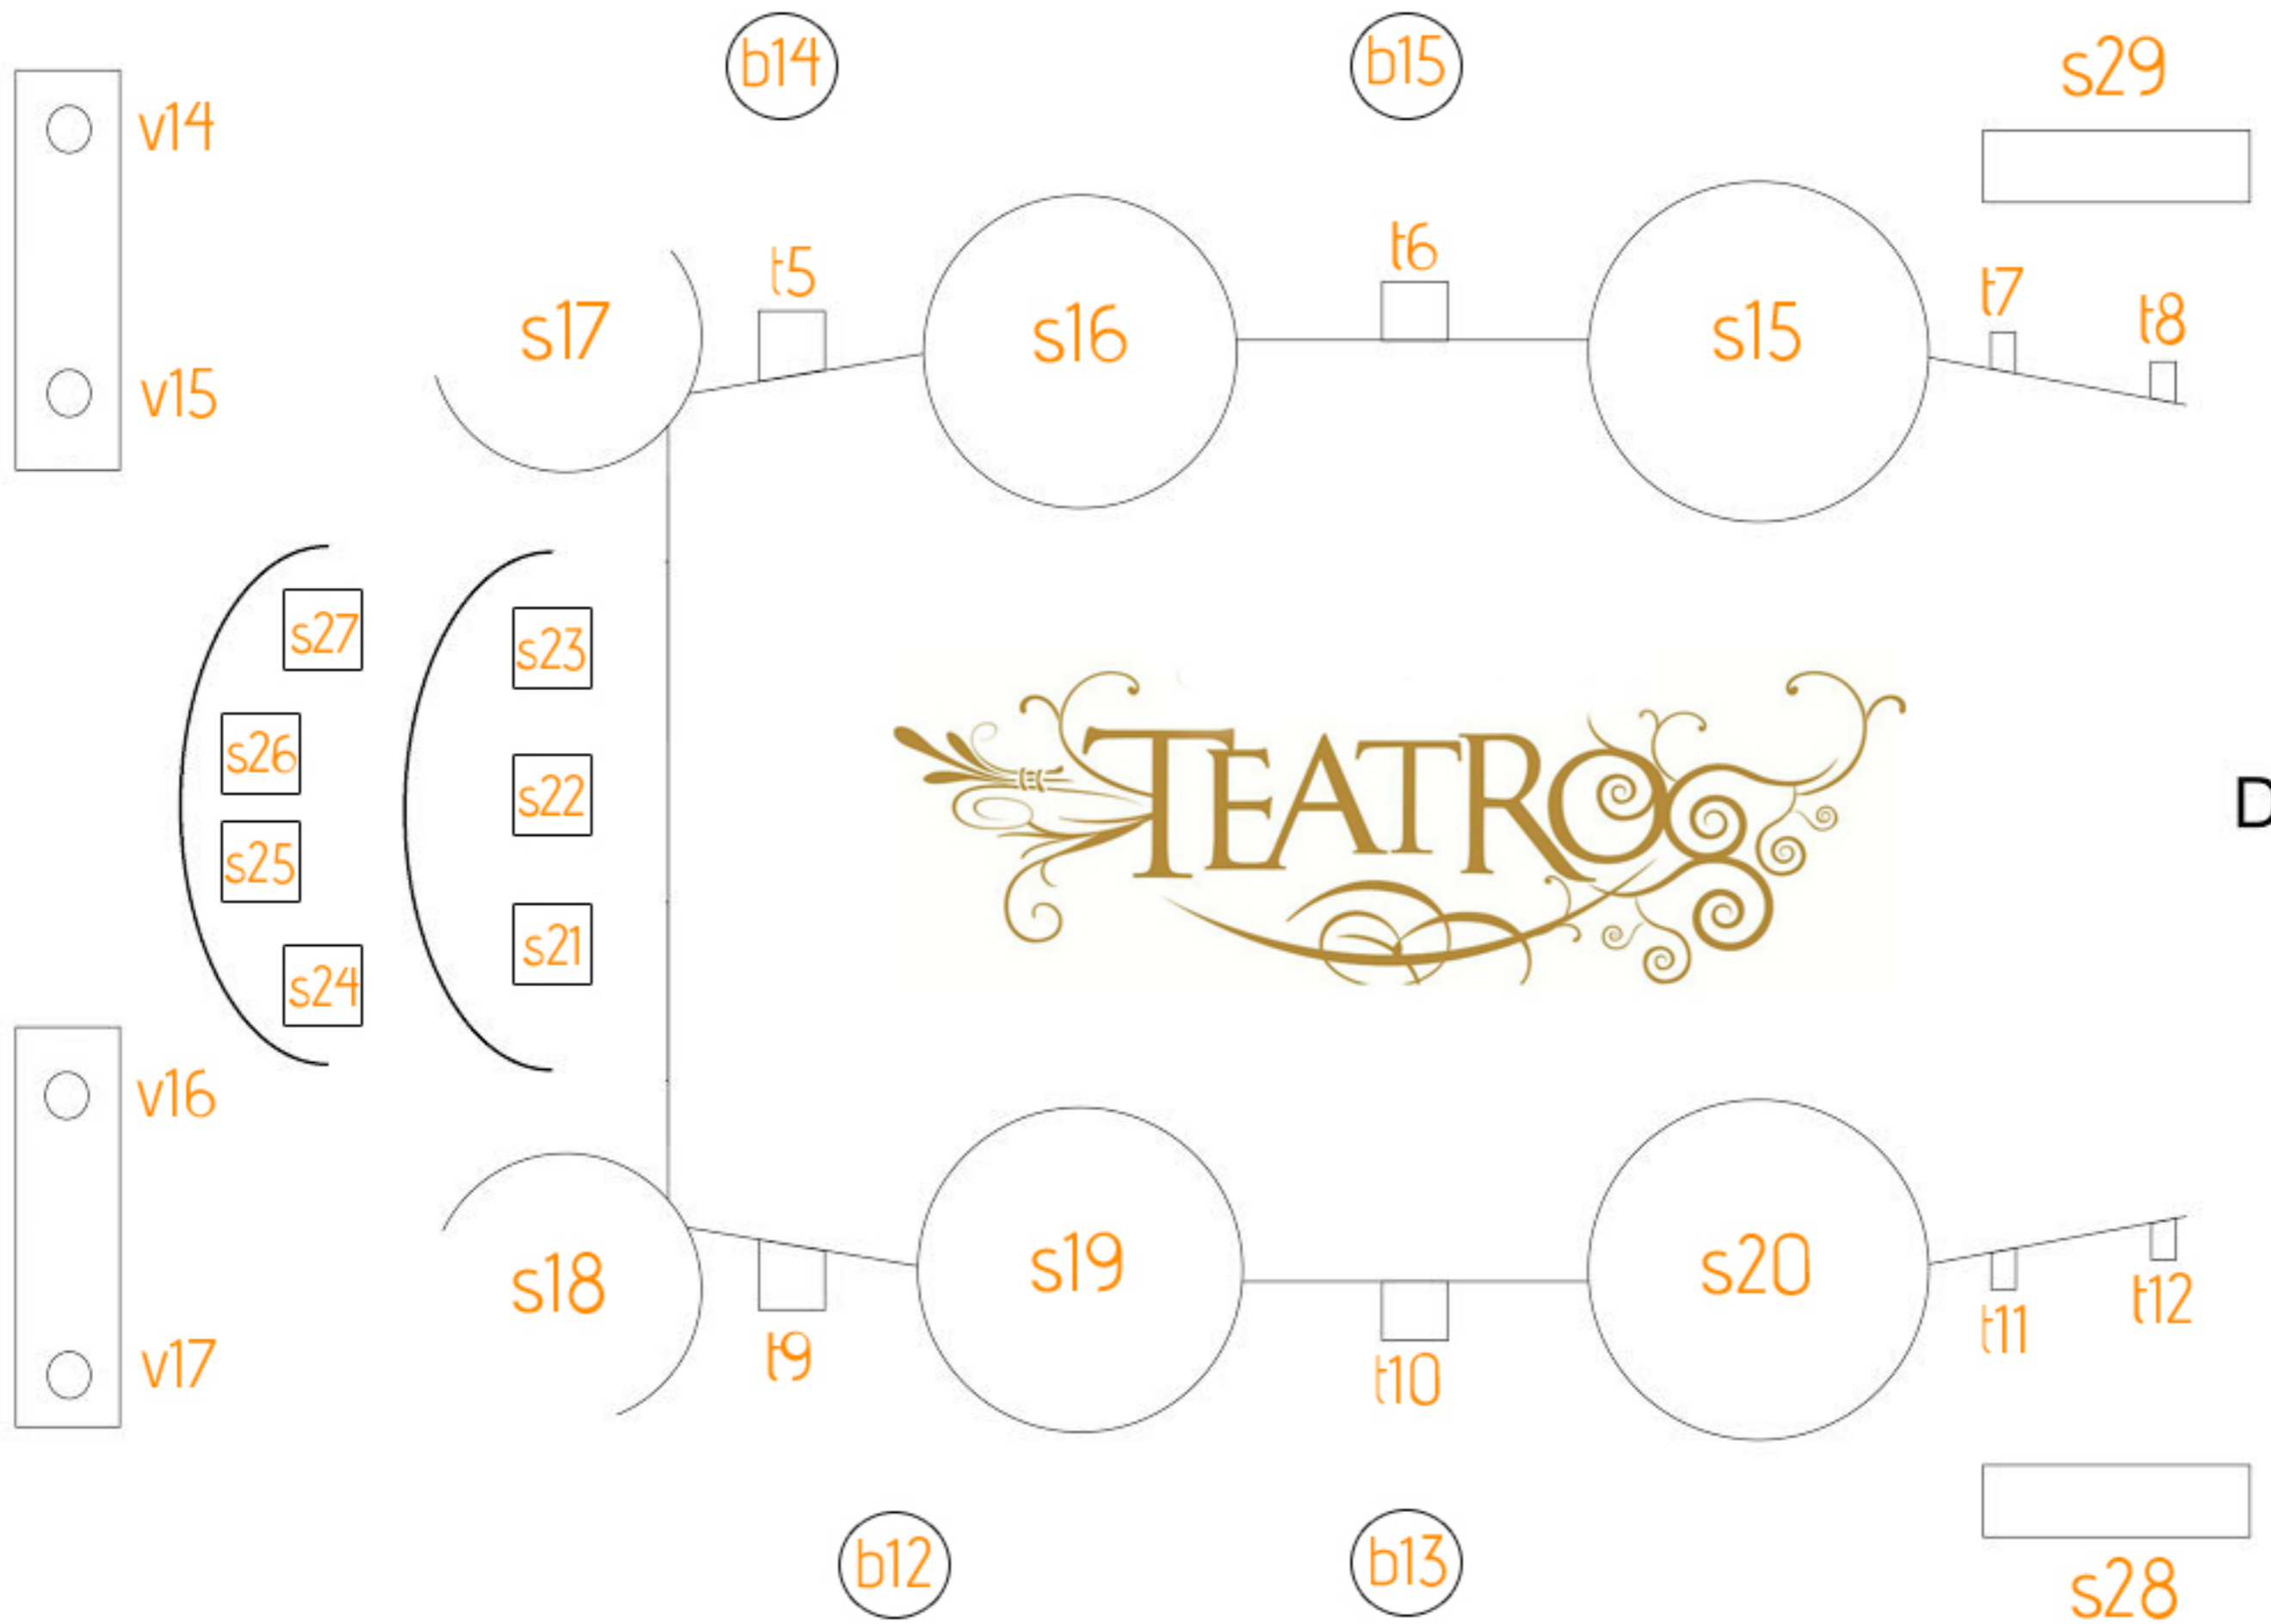 b14 b15 s29
v14
t5 t6 t7 t8
s17 s16 s15
v15
s27 s23
s26 s22
TEATRO
D
s25 s21
s24
v16
s18 s19 s20
t11 t12
v17 t9 t10
b12 b13 s28